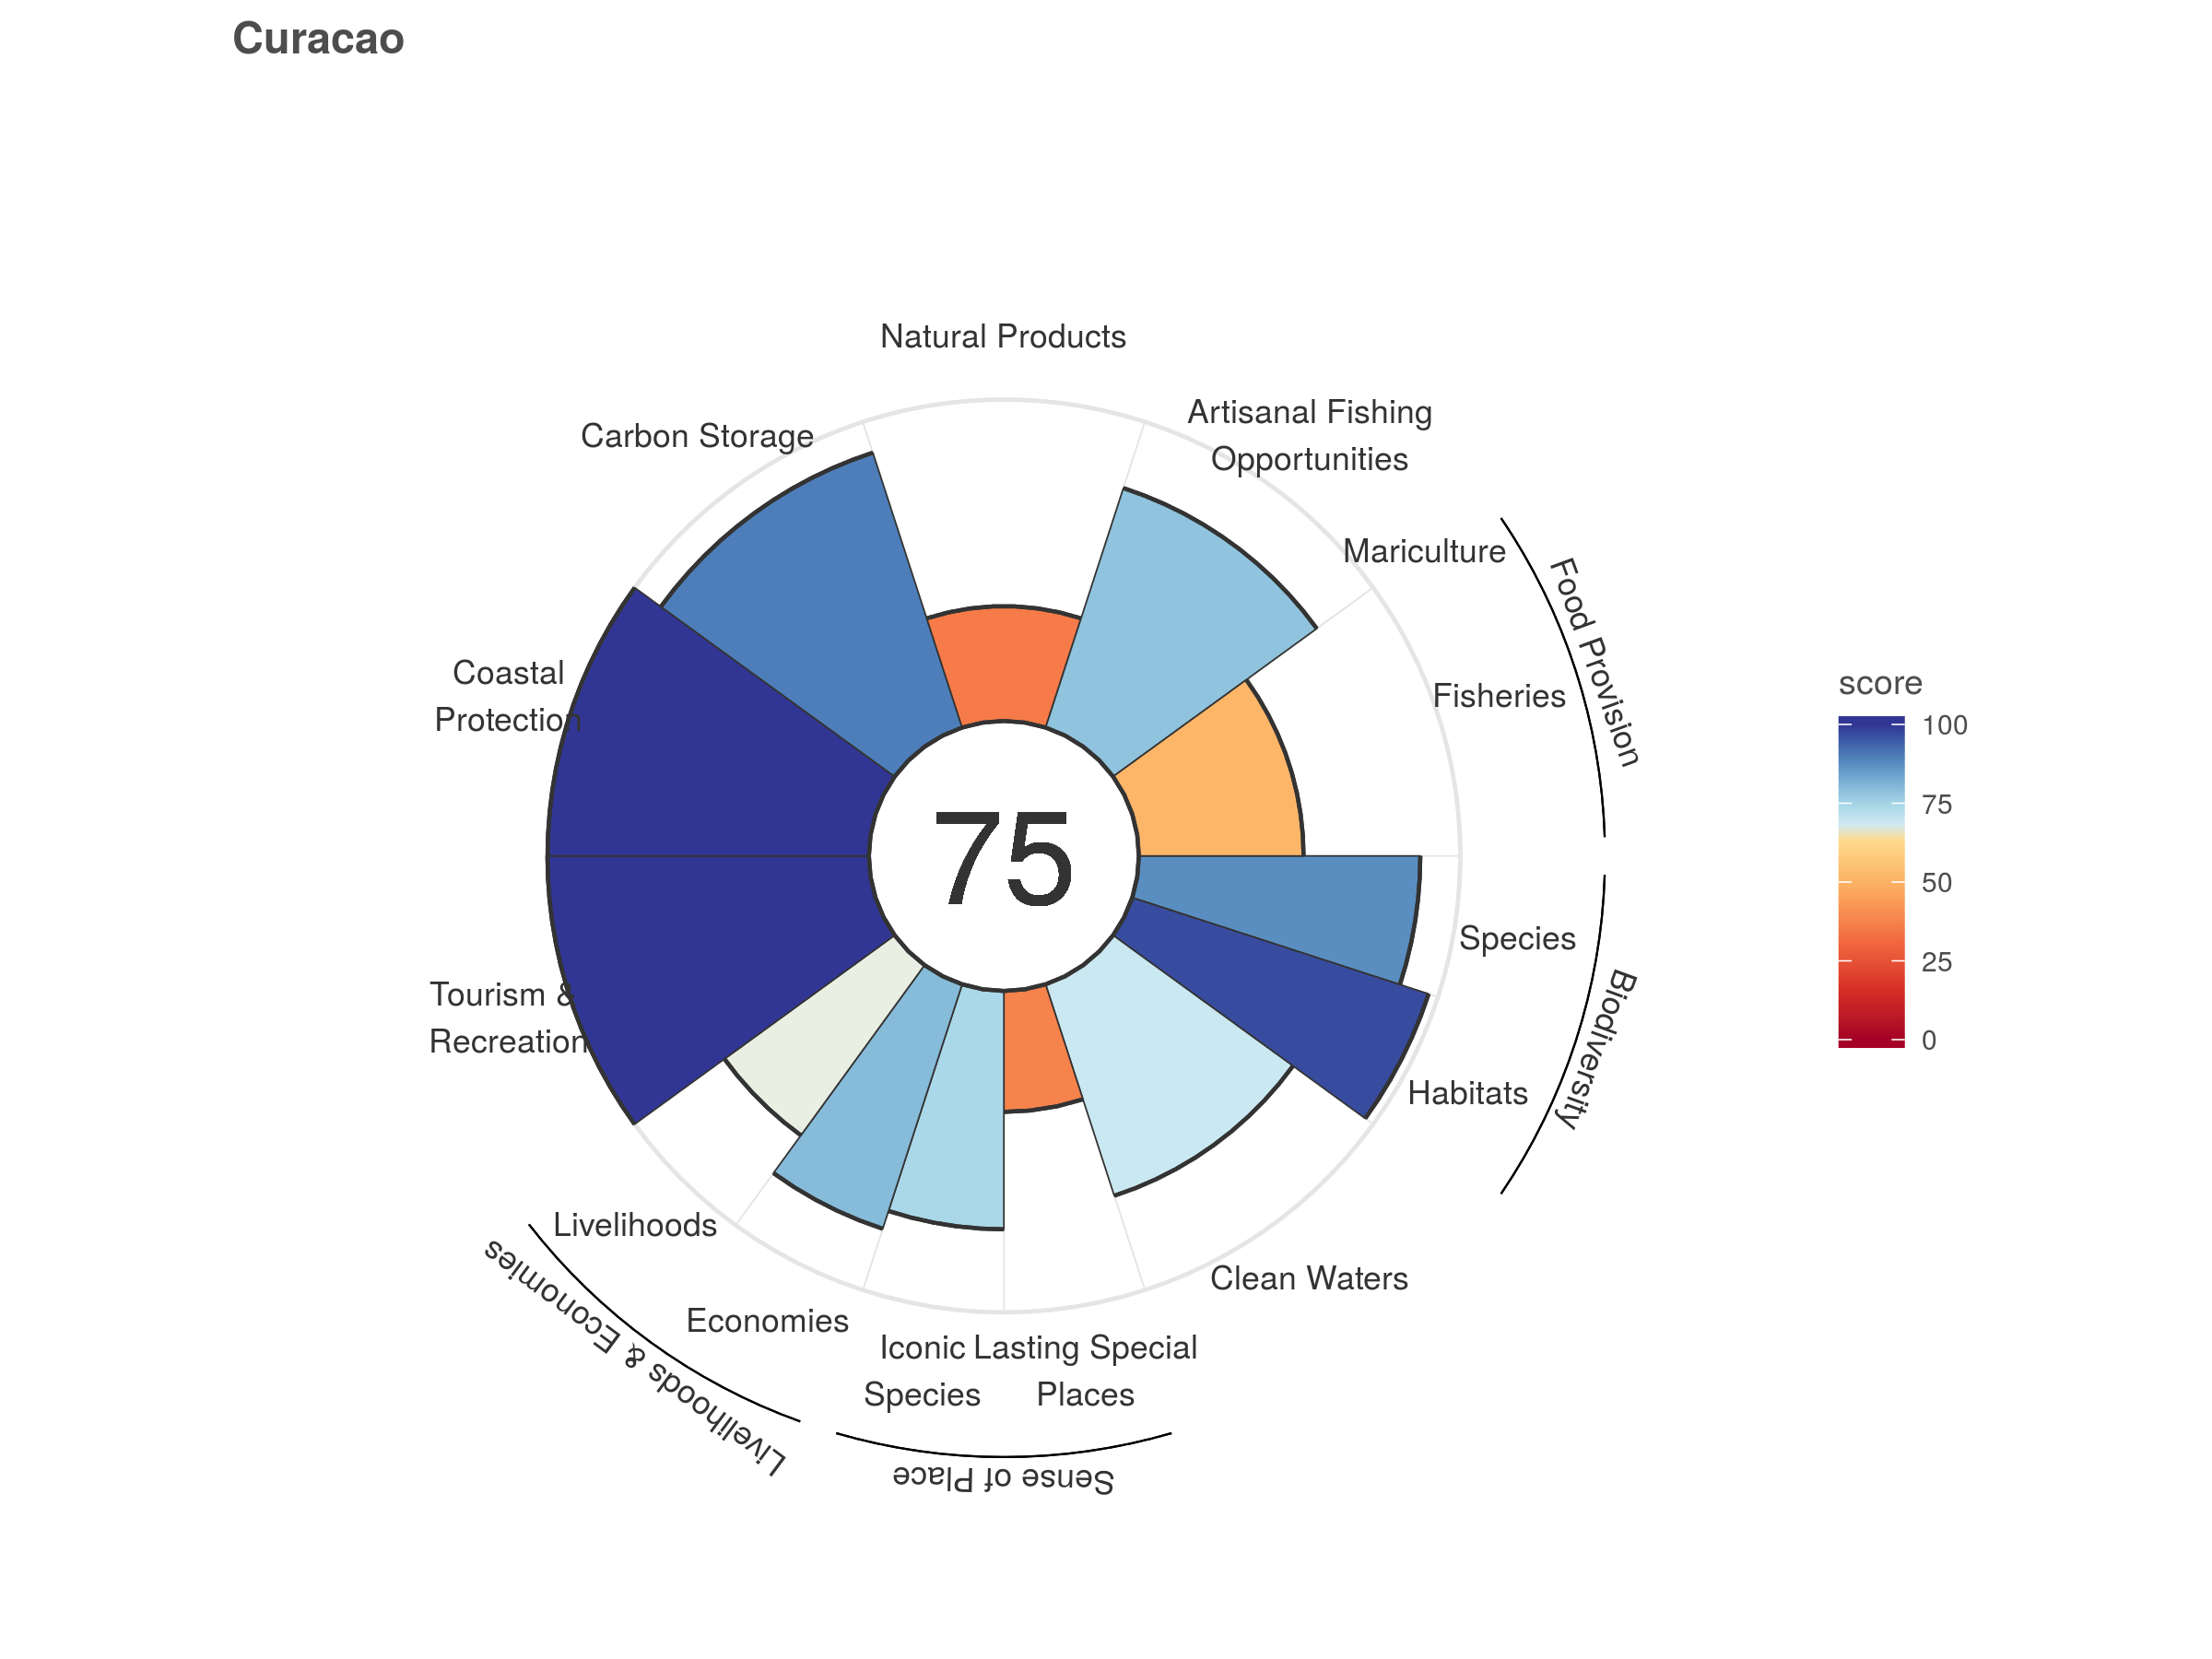 Curacao
Natural Products
Artisanal Fishing
Opportunities
Carbon Storage
Mariculture
Food Provision
Fisheries
Coastal
Protection
score
100
75
50
25
0
75
Species
Biodiversity
Tourism &
Recreation
Habitats
Livelihoods
Livelihoods & Economies
Clean Waters
Economies
Iconic
Species
Lasting Special
Places
Sense of Place